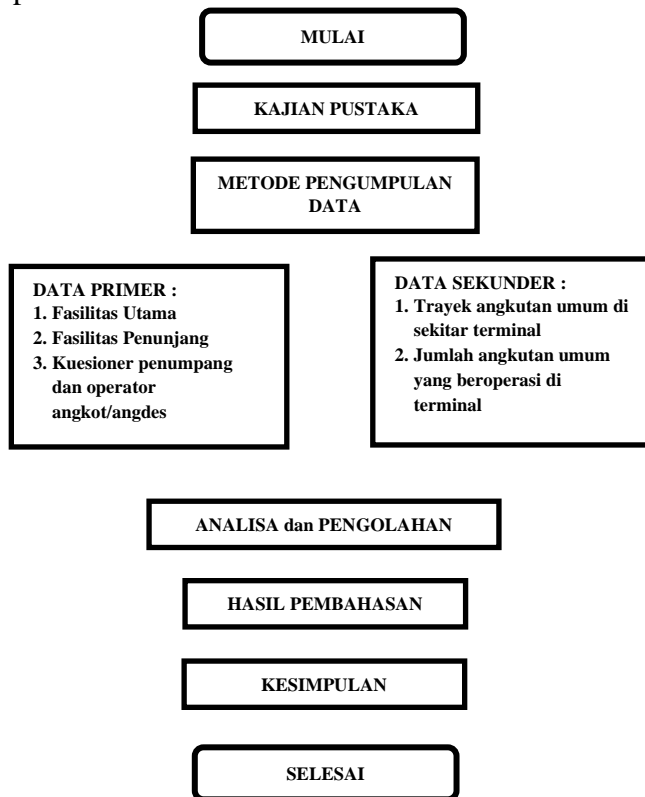 MULAI
KAJIAN PUSTAKA
METODE PENGUMPULAN
DATA
DATA PRIMER :
1. Fasilitas Utama
2. Fasilitas Penunjang
3. Kuesioner penumpang
dan operator
angkot/angdes
DATA SEKUNDER :
1. Trayek angkutan umum di
sekitar terminal
2. Jumlah angkutan umum
yang beroperasi di
terminal
ANALISA dan PENGOLAHAN
HASIL PEMBAHASAN
KESIMPULAN
SELESAI